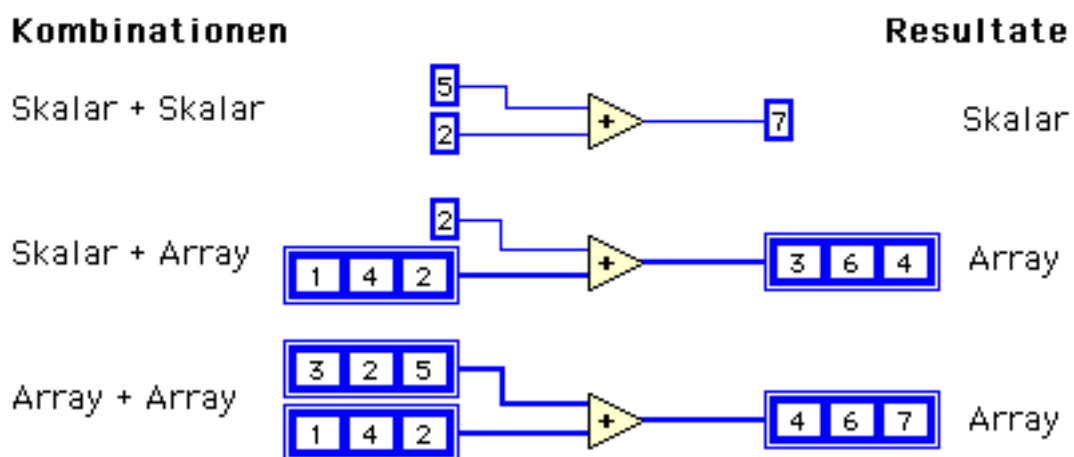 Kombinationen Resultate
5
Skalar + Skalar + 7 Skalar
2
2
Skalar + Array + 3 6 4 Array
1 4 2
3 2 5
Array + Array + 4 6 7 Array
1 4 2